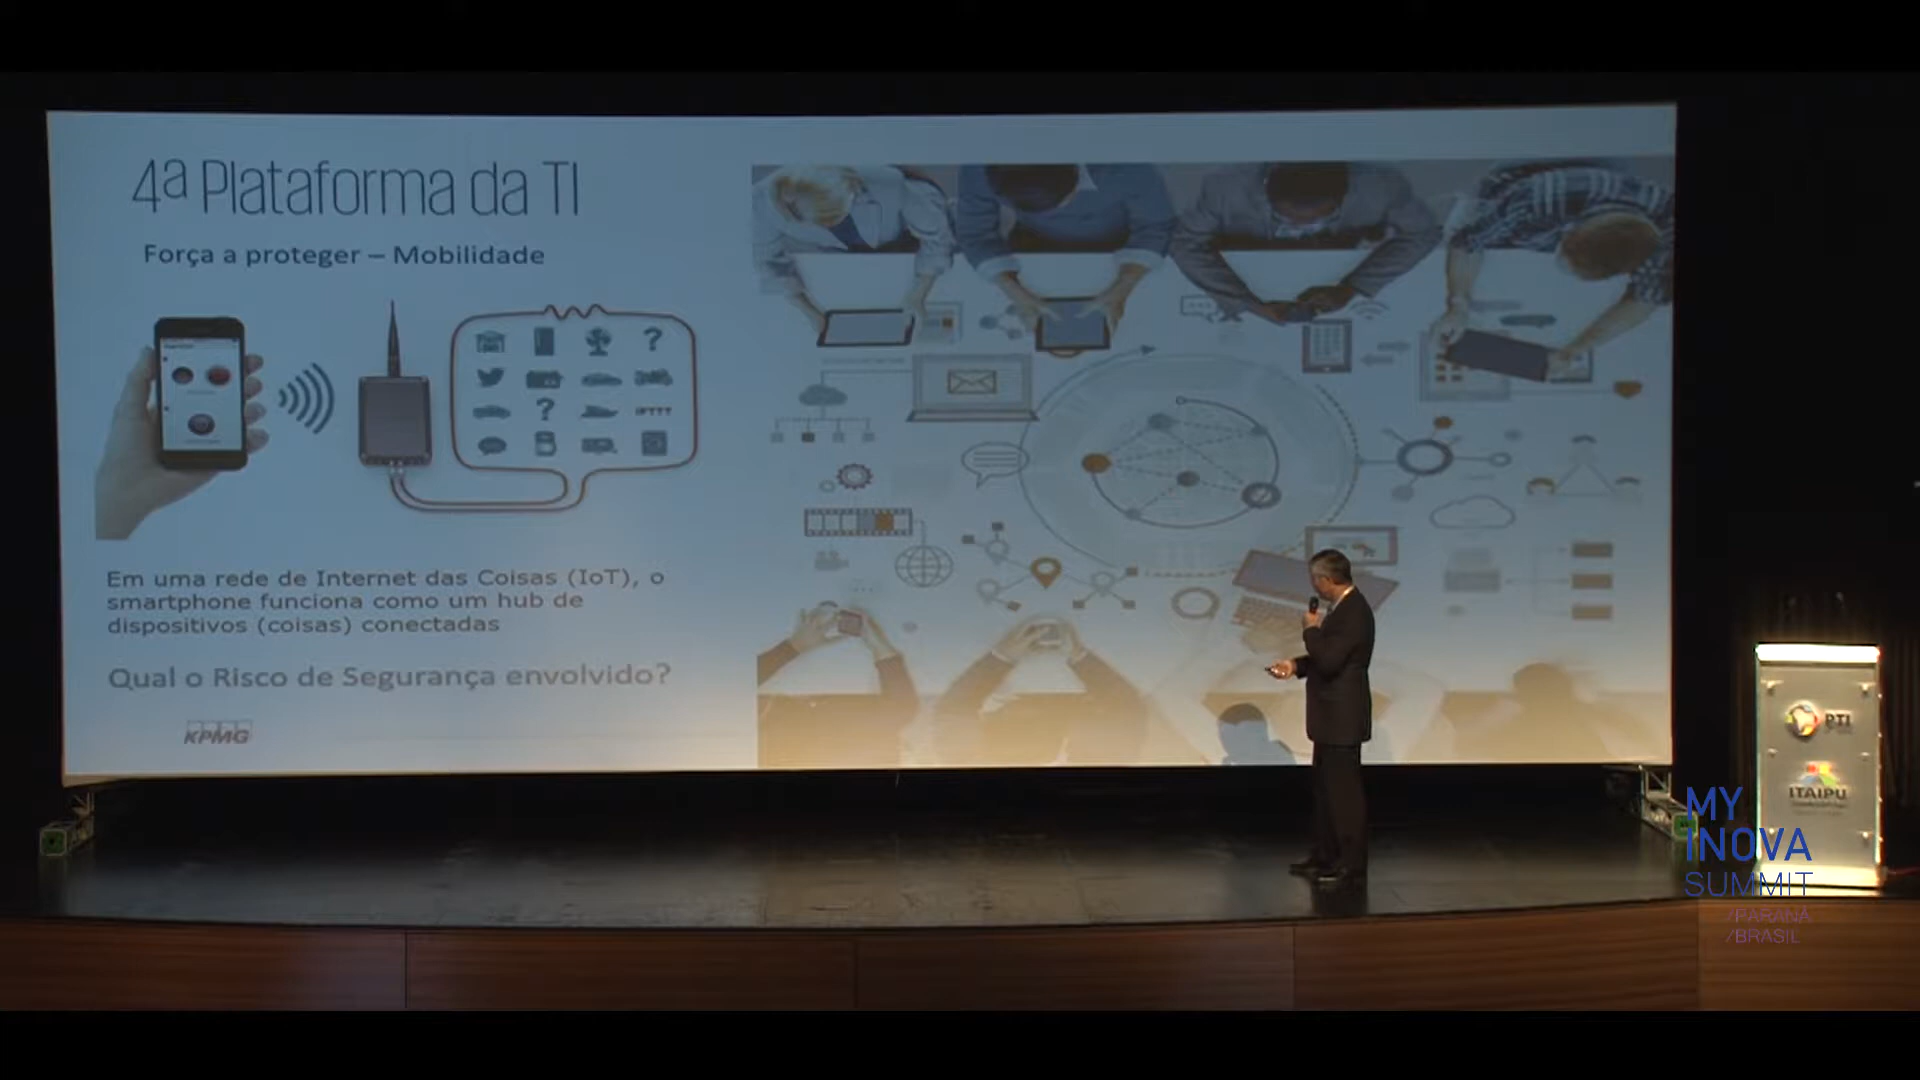 4ª Plataforma da TI
Força a proteger – Mobilidade
?
?
IFTTT
Em uma rede de Internet das Coisas (IoT), o
smartphone funciona como um hub de
dispositivos (coisas) conectadas
Qual o Risco de Segurança envolvido?
KPMG
PTI
ITAIPU
MY
INOVA
SUMMIT
/PARANÁ
/BRASIL